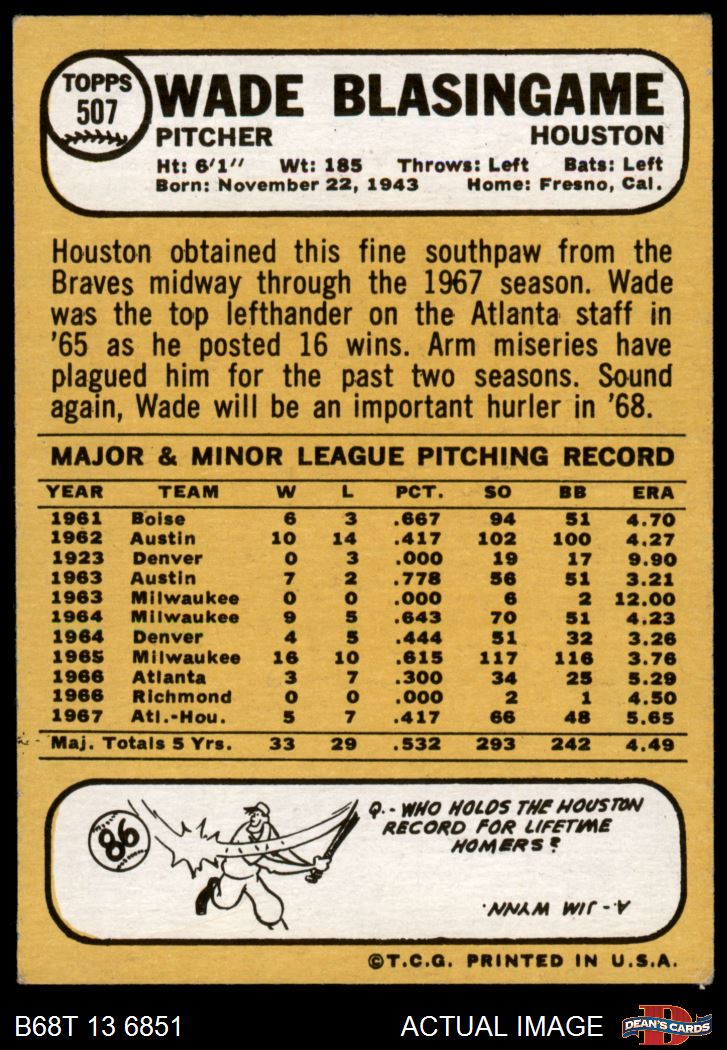 TOPPS
507
WADE BLASINGAME
PITCHER HOUSTON
Ht: 6'1" Wt: 185 Throws: Left Bats: Left
Born: November 22, 1943 Home: Fresno, Cal.
Houston obtained this fine southpaw from the
Braves midway through the 1967 season. Wade
was the top lefthander on the Atlanta staff in
'65 as he posted 16 wins. Arm miseries have
plagued him for the past two seasons. Sound
again, Wade will be an important hurler in '68.
MAJOR & MINOR LEAGUE PITCHING RECORD
YEAR TEAM W L PCT. SO BB ERA
1961 Boise 6 3 .667 94 51 4.70
1962 Austin 10 14 .417 102 100 4.27
1923 Denver 0 3 .000 19 17 9.90
1963 Austin 7 2 .778 56 51 3.21
1963 Milwaukee 0 0 .000 6 2 12.00
1964 Milwaukee 9 5 .643 70 51 4.23
1964 Denver 4 5 .444 51 32 3.26
1965 Milwaukee 16 10 .615 117 116 3.76
1966 Atlanta 3 7 .300 34 25 5.29
1966 Richmond 0 0 .000 2 1 4.50
1967 Atl.-Hou. 5 7 .417 66 48 5.65
Maj. Totals 5 Yrs. 33 29 .532 293 242 4.49
86
Q.- WHO HOLDS THE HOUSTON
RECORD FOR LIFETIME
HOMERS?
A.- JIM WYNN.
©T.C.G. PRINTED IN U.S.A.
B68T 13 6851 ACTUAL IMAGE
D
DEAN'S CARDS